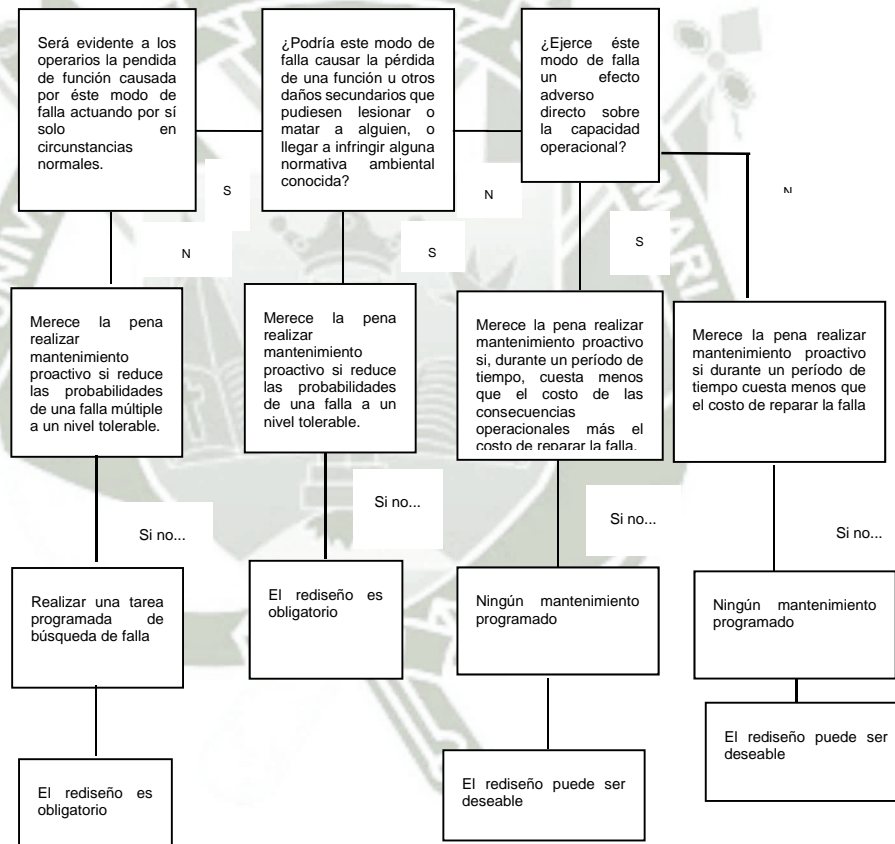 Será evidente a los
operarios la pendida
de función causada
por éste modo de
falla actuando por sí
solo en
circunstancias
normales.
¿Podría este modo de
falla causar la pérdida
de una función u otros
daños secundarios que
pudiesen lesionar o
matar a alguien, o
llegar a infringir alguna
normativa ambiental
conocida?
¿Ejerce éste
modo de falla
un efecto
adverso
directo sobre
la capacidad
operacional?
S
N
N
N
S
S
Merece la pena
realizar
mantenimiento
proactivo si reduce
las probabilidades
de una falla múltiple
a un nivel tolerable.
Merece la pena
realizar
mantenimiento
proactivo si reduce
las probabilidades
de una falla a un
nivel tolerable.
Merece la pena realizar
mantenimiento proactivo
si, durante un período de
tiempo, cuesta menos
que el costo de las
consecuencias
operacionales más el
costo de reparar la falla.
Merece la pena realizar
mantenimiento proactivo
si durante un período de
tiempo cuesta menos que
el costo de reparar la falla
Si no...
Si no...
Si no...
Si no...
Realizar una tarea
programada de
búsqueda de falla
El rediseño es
obligatorio
Ningún mantenimiento
programado
Ningún mantenimiento
programado
El rediseño es
obligatorio
El rediseño puede ser
deseable
El rediseño puede ser
deseable